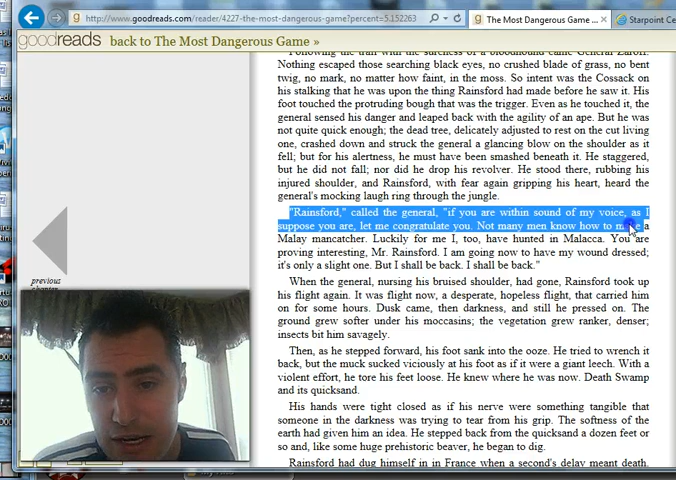 http://www.goodreads.com/reader/4227-the-most-dangerous-game?percent=5.152263
The Most Dangerous Game ...
Starpoint Ce
goodreads back to The Most Dangerous Game »
Following the trail with the sureness of a bloodhound came General Zaroff.
Nothing escaped those searching black eyes, no crushed blade of grass, no bent
twig, no mark, no matter how faint, in the moss. So intent was the Cossack on
his stalking that he was upon the thing Rainsford had made before he saw it. His
foot touched the protruding bough that was the trigger. Even as he touched it, the
general sensed his danger and leaped back with the agility of an ape. But he was
not quite quick enough; the dead tree, delicately adjusted to rest on the cut living
one, crashed down and struck the general a glancing blow on the shoulder as it
fell; but for his alertness, he must have been smashed beneath it. He staggered,
but he did not fall; nor did he drop his revolver. He stood there, rubbing his
injured shoulder, and Rainsford, with fear again gripping his heart, heard the
general's mocking laugh ring through the jungle.
"Rainsford," called the general, "if you are within sound of my voice, as I
suppose you are, let me congratulate you. Not many men know how to make a
Malay mancatcher. Luckily for me I, too, have hunted in Malacca. You are
proving interesting, Mr. Rainsford. I am going now to have my wound dressed;
it's only a slight one. But I shall be back. I shall be back."
When the general, nursing his bruised shoulder, had gone, Rainsford took up
his flight again. It was flight now, a desperate, hopeless flight, that carried him
on for some hours. Dusk came, then darkness, and still he pressed on. The
ground grew softer under his moccasins; the vegetation grew ranker, denser;
insects bit him savagely.
Then, as he stepped forward, his foot sank into the ooze. He tried to wrench it
back, but the muck sucked viciously at his foot as if it were a giant leech. With a
violent effort, he tore his feet loose. He knew where he was now. Death Swamp
and its quicksand.
His hands were tight closed as if his nerve were something tangible that
someone in the darkness was trying to tear from his grip. The softness of the
earth had given him an idea. He stepped back from the quicksand a dozen feet or
so and, like some huge prehistoric beaver, he began to dig.
Rainsford had dug himself in in France when a second's delay meant death.
previous
chapter